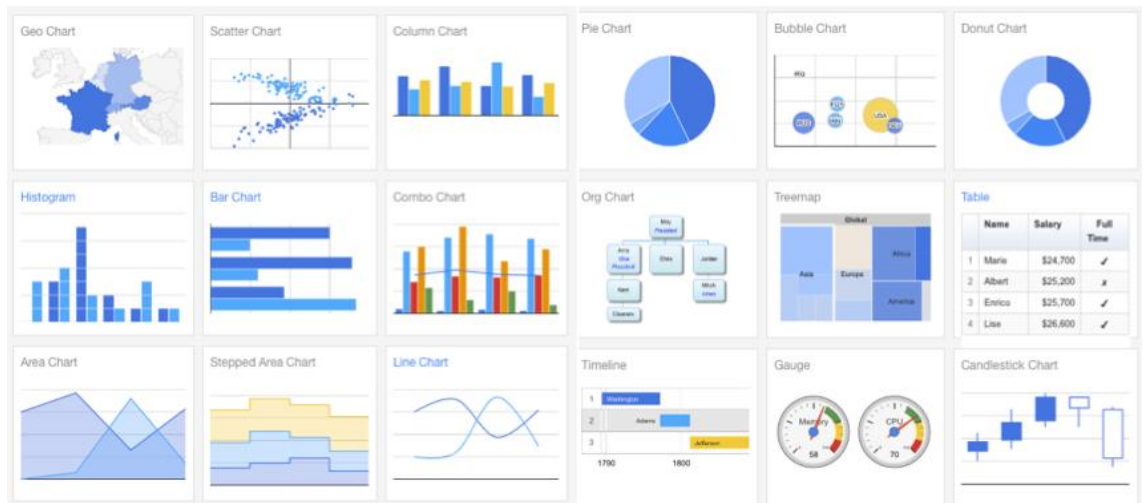 Geo Chart
Scatter Chart
Column Chart
Pie Chart
Bubble Chart
Donut Chart
USA
Histogram
Bar Chart
Combo Chart
Org Chart
Treemap
Table
Global
Asia
Europe
Africa
America
Name Salary Full Time
1 Marie $24,700 ✓
2 Albert $25,200 x
3 Enrico $25,700 ✓
4 Lise $26,600 ✓
Area Chart
Stepped Area Chart
Line Chart
Timeline
Gauge
Candlestick Chart
1 Washington
2 Adams
3 Jefferson
1790 1800
Memory
58
CPU
70